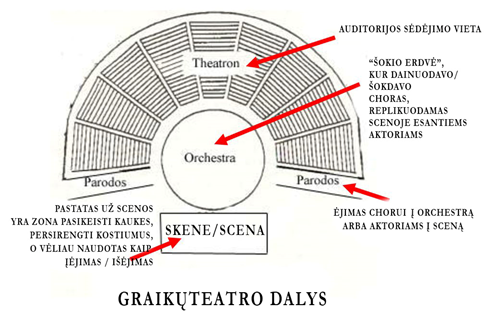 AUDITORIJOS SĖDĖJIMO VIETA
Theatron
"ŠOKIO ERDVĖ",
KUR DAINUODAVO/
ŠOKDAVO
CHORAS,
REPLIKUODAMAS
SCENOJE ESANTIEMS
AKTORIAMS
Orchestra
Parodos
Parodos
PASTATAS UŽ SCENOS
YRA ZONA PASIKEISTI KAUKES,
PERSIRENGTI KOSTIUMUS,
O VĖLIAU NAUDOTAS KAIP
ĮĖJIMAS / IŠĖJIMAS
SKENE/SCENA
ĖJIMAS CHORUI Į ORCHESTRĄ
ARBA AKTORIAMS Į SCENĄ
GRAIKŲTEATRO DALYS